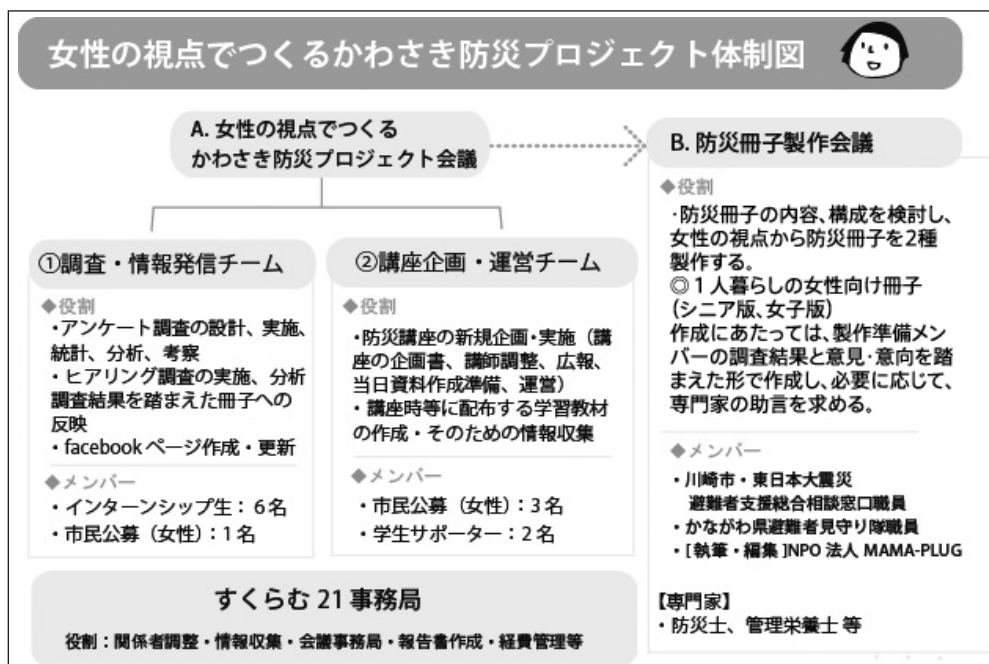 女性の視点でつくるかわさき防災プロジェクト体制図
A. 女性の視点でつくる
かわさき防災プロジェクト会議
①調査・情報発信チーム
◆役割
・アンケート調査の設計、実施、
統計、分析、考察
・ヒアリング調査の実施、分析
調査結果を踏まえた冊子への
反映
・facebookページ作成・更新
◆メンバー
・インターンシップ生：6名
・市民公募（女性）：1名
②講座企画・運営チーム
◆役割
・防災講座の新規企画・実施（講
座の企画書、講師調整、広報、
当日資料作成準備、運営）
・講座時等に配布する学習教材
の作成・そのための情報収集
◆メンバー
・市民公募（女性）：3名
・学生サポーター：2名
B. 防災冊子製作会議
◆役割
・防災冊子の内容、構成を検討し、
女性の視点から防災冊子を2種
製作する。
◎1人暮らしの女性向け冊子
(シニア版、女子版)
作成にあたっては、製作準備メン
バーの調査結果と意見・意向を踏
まえた形で作成し、必要に応じて、
専門家の助言を求める。
◆メンバー
・川崎市・東日本大震災
避難者支援総合相談窓口職員
・かながわ県避難者見守り隊職員
・[執筆・編集]NPO法人 MAMA-PLUG
【専門家】
・防災士、管理栄養士 等
すくらむ21事務局
役割：関係者調整・情報収集・会議事務局・報告書作成・経費管理等